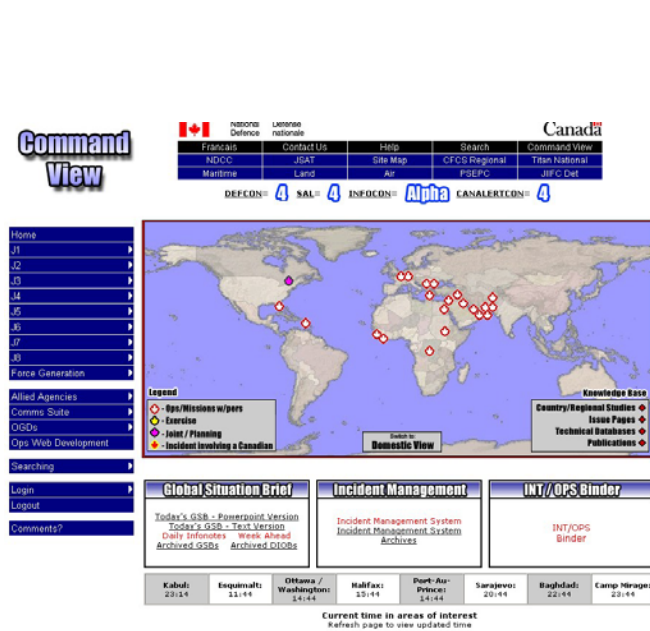 National Défense
Defence nationale
Canada
Command
View
Francais Contact Us Help Search Command View
NDCC JSAT Site Map CFCS Regional Titan National
Maritime Land Air PSEPC JIIFC Det
DEFCON= 4 SAL= 4 INFOCON= Alpha CANALERTCON= 4
Home
J1
J2
J3
J4
J5
J6
J7
J8
Force Generation
Allied Agencies
Comms Suite
OGDs
Ops Web Development
Searching
Login
Logout
Comments?
Legend
- Ops/Missions w/pers
- Exercise
- Joint / Planning
- Incident involving a Canadian
Switch to:
Domestic View
Knowledge Base
Country/Regional Studies
Issue Pages
Technical Databases
Publications
Global Situation Brief
Today's GSB - Powerpoint Version
Today's GSB - Text Version
Daily Infonotes Week Ahead
Archived GSBs Archived DIOBs
Incident Management
Incident Management System
Incident Management System
Archives
INT / OPS Binder
INT/OPS
Binder
Kabul:
23:14
Esquimalt:
11:44
Ottawa /
Washington:
14:44
Halifax:
15:44
Port-Au-
Prince:
14:44
Sarajevo:
20:44
Baghdad:
22:44
Camp Mirage:
23:44
Current time in areas of interest
Refresh page to view updated time